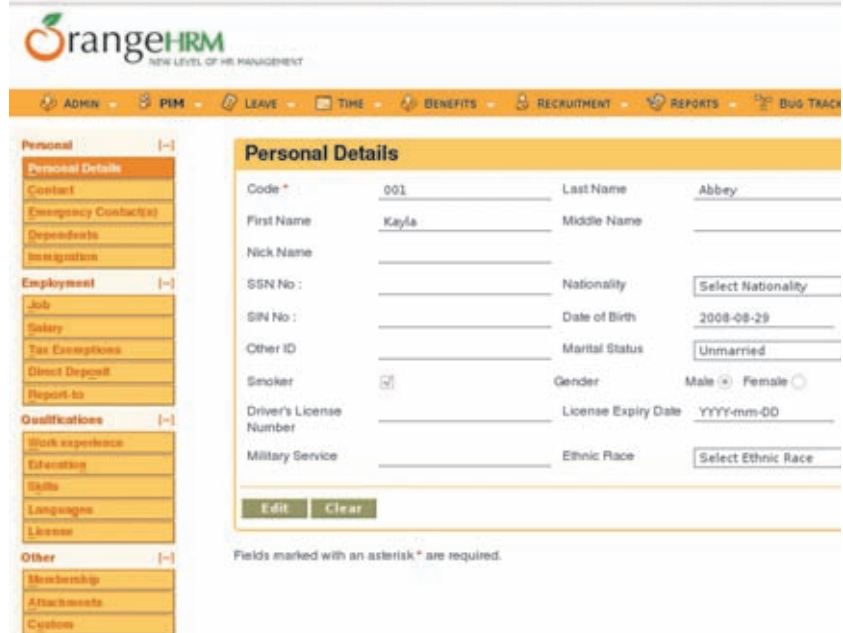 OrangeHRM
NEW LEVEL OF HR MANAGEMENT
ADMIN PIM LEAVE TIME BENEFITS RECRUITMENT REPORTS BUG TRACK
Personal [-]
Personal Details
Contact
Emergency Contact(s)
Dependents
Immigration
Employment [-]
Job
Salary
Tax Exemptions
Direct Deposit
Report-to
Qualifications [-]
Work experience
Education
Skills
Languages
License
Other [-]
Membership
Attachments
Custom
Personal Details
Code * 001 Last Name Abbey
First Name Kayla Middle Name
Nick Name
SSN No : Nationality Select Nationality
SIN No : Date of Birth 2008-08-29
Other ID Marital Status Unmarried
Smoker Gender Male Female
Driver's License
Number License Expiry Date YYYY-mm-DD
Military Service Ethnic Race Select Ethnic Race
Edit Clear
Fields marked with an asterisk * are required.